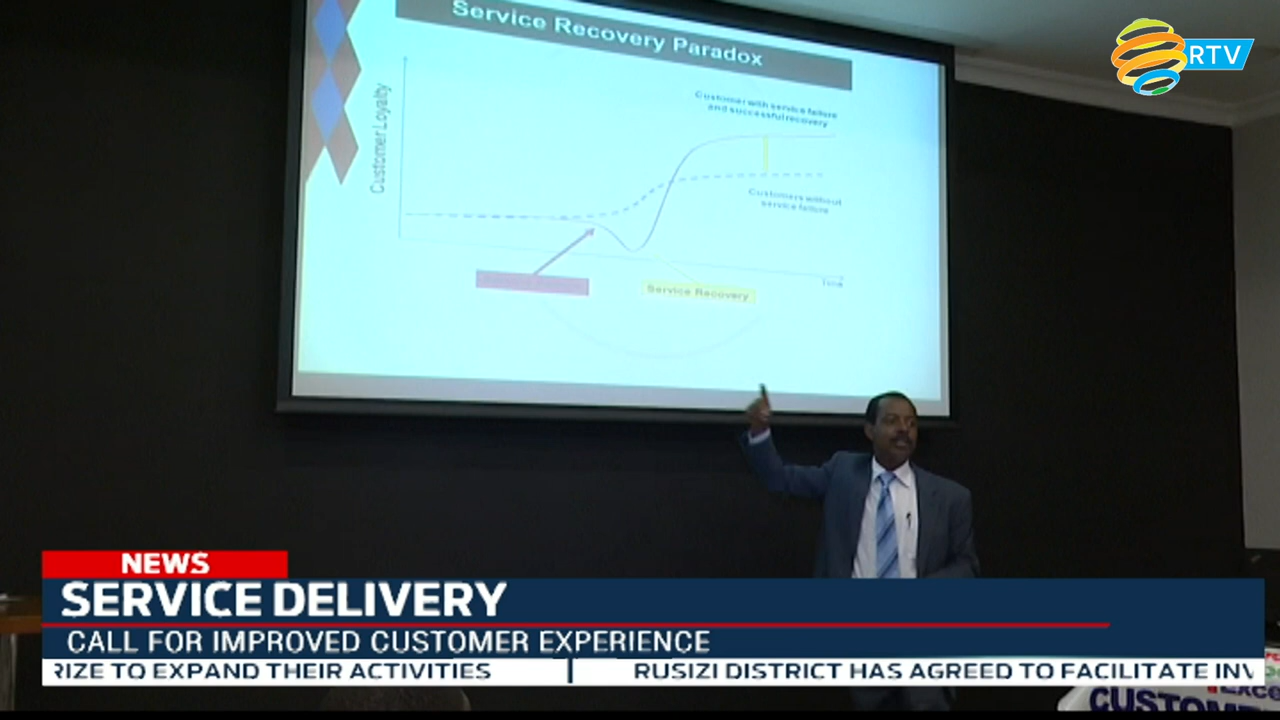 Service Recovery Paradox
RTV
Customer Loyalty
Customer with service failure
and successful recovery
Customers without
service failure
Time
Service Recovery
NEWS
SERVICE DELIVERY
CALL FOR IMPROVED CUSTOMER EXPERIENCE
RIZE TO EXPAND THEIR ACTIVITIES | RUSIZI DISTRICT HAS AGREED TO FACILITATE INV
CUSTOME